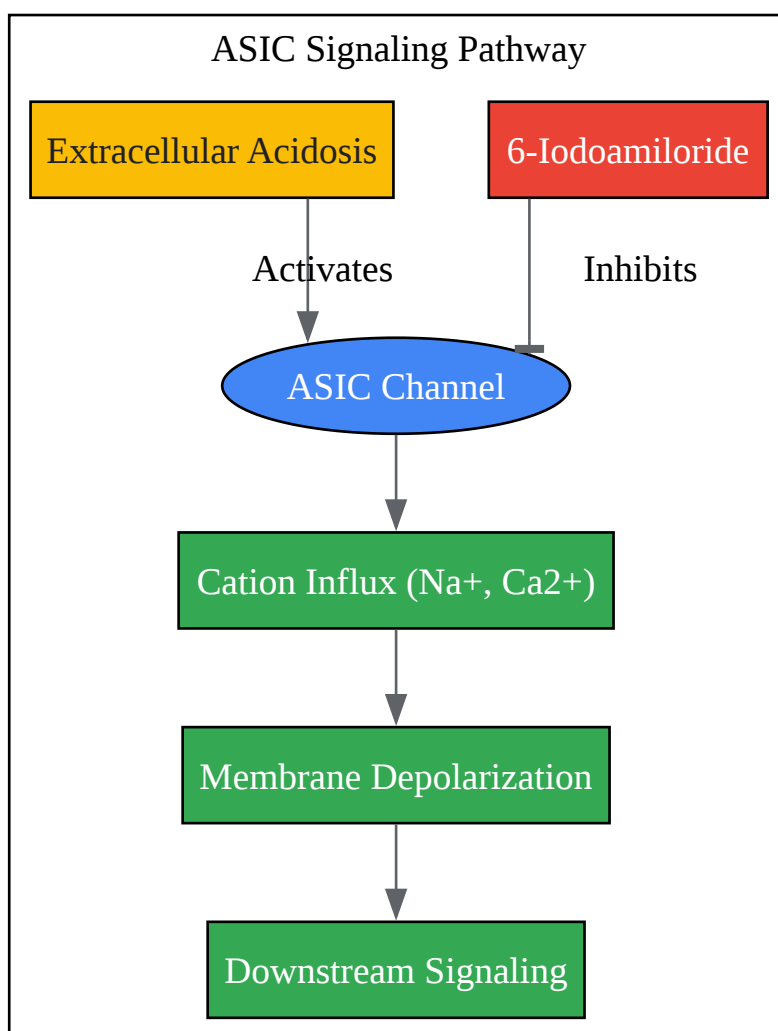 ASIC Signaling Pathway
Extracellular Acidosis
6-Iodoamiloride
Activates
Inhibits
ASIC Channel
Cation Influx (Na+, Ca2+)
Membrane Depolarization
Downstream Signaling